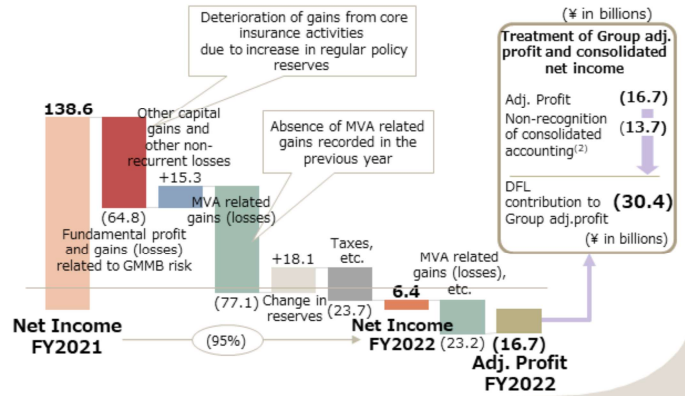 (¥ in billions)
Deterioration of gains from core
insurance activities
due to increase in regular policy
reserves
Treatment of Group adj.
profit and consolidated
net income
Adj. Profit (16.7)
Non-recognition
of consolidated (13.7)
accounting(2)
DFL
contribution to (30.4)
Group adj.profit
(¥ in billions)
138.6
Other capital
gains and
other non-
recurrent losses
Absence of MVA related
gains recorded in the
previous year
+15.3
MVA related
gains (losses)
(64.8)
Fundamental profit
and gains (losses)
related to GMMB risk
+18.1
Taxes,
etc.
MVA related
gains (losses),
etc.
(77.1)
Change in
reserves
(23.7)
6.4
Net Income
FY2021
(95%)
Net Income
FY2022
(23.2)
(16.7)
Adj. Profit
FY2022